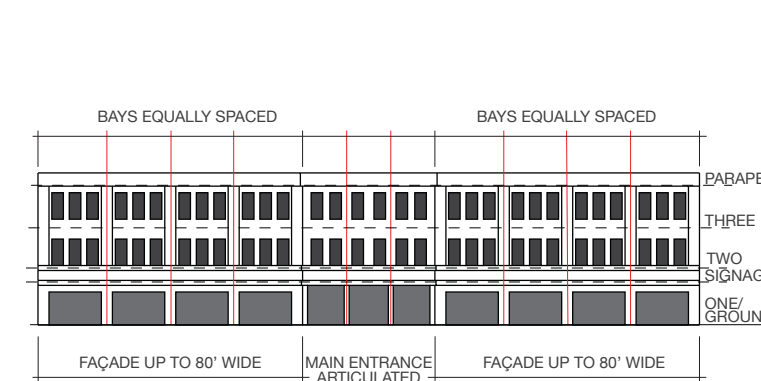 BAYS EQUALLY SPACED
BAYS EQUALLY SPACED
PARAPE
THREE
TWO
SIGNAG
ONE/
GROUN
FAÇADE UP TO 80' WIDE
MAIN ENTRANCE
ARTICULATED
FAÇADE UP TO 80' WIDE